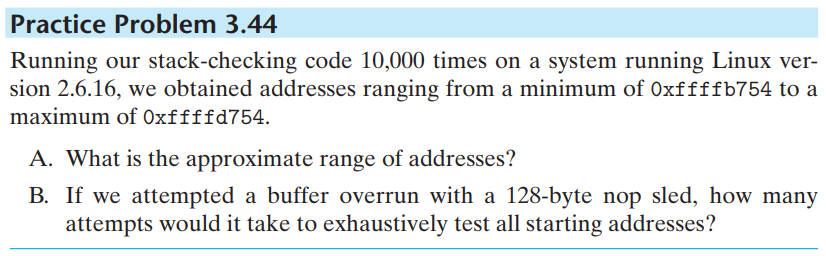 Practice Problem 3.44
Running our stack-checking code 10,000 times on a system running Linux ver-
sion 2.6.16, we obtained addresses ranging from a minimum of 0xffffb754 to a
maximum of 0xffffd754.
A. What is the approximate range of addresses?
B. If we attempted a buffer overrun with a 128-byte nop sled, how many
attempts would it take to exhaustively test all starting addresses?